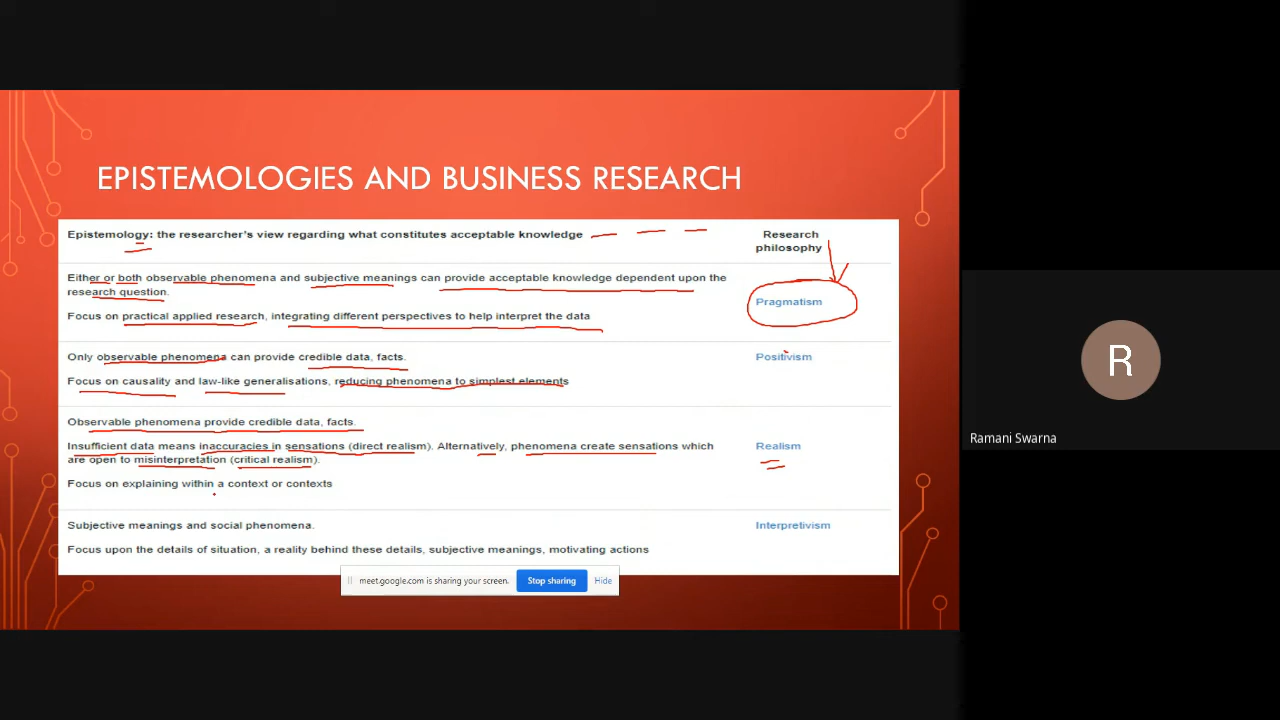 EPISTEMOLOGIES AND BUSINESS RESEARCH
Epistemology: the researcher's view regarding what constitutes acceptable knowledge
Research
philosophy
Either or both observable phenomena and subjective meanings can provide acceptable knowledge dependent upon the
research question.
Pragmatism
Focus on practical applied research, integrating different perspectives to help interpret the data
Only observable phenomena can provide credible data, facts.
Positivism
Focus on causality and law-like generalisations, reducing phenomena to simplest elements
Observable phenomena provide credible data, facts.
Insufficient data means inaccuracies in sensations (direct realism). Alternatively, phenomena create sensations which
Realism
are open to misinterpretation (critical realism).
Focus on explaining within a context or contexts
Subjective meanings and social phenomena.
Interpretivism
Focus upon the details of situation, a reality behind these details, subjective meanings, motivating actions
meet.google.com is sharing your screen.
Stop sharing
Hide
R
Ramani Swarna